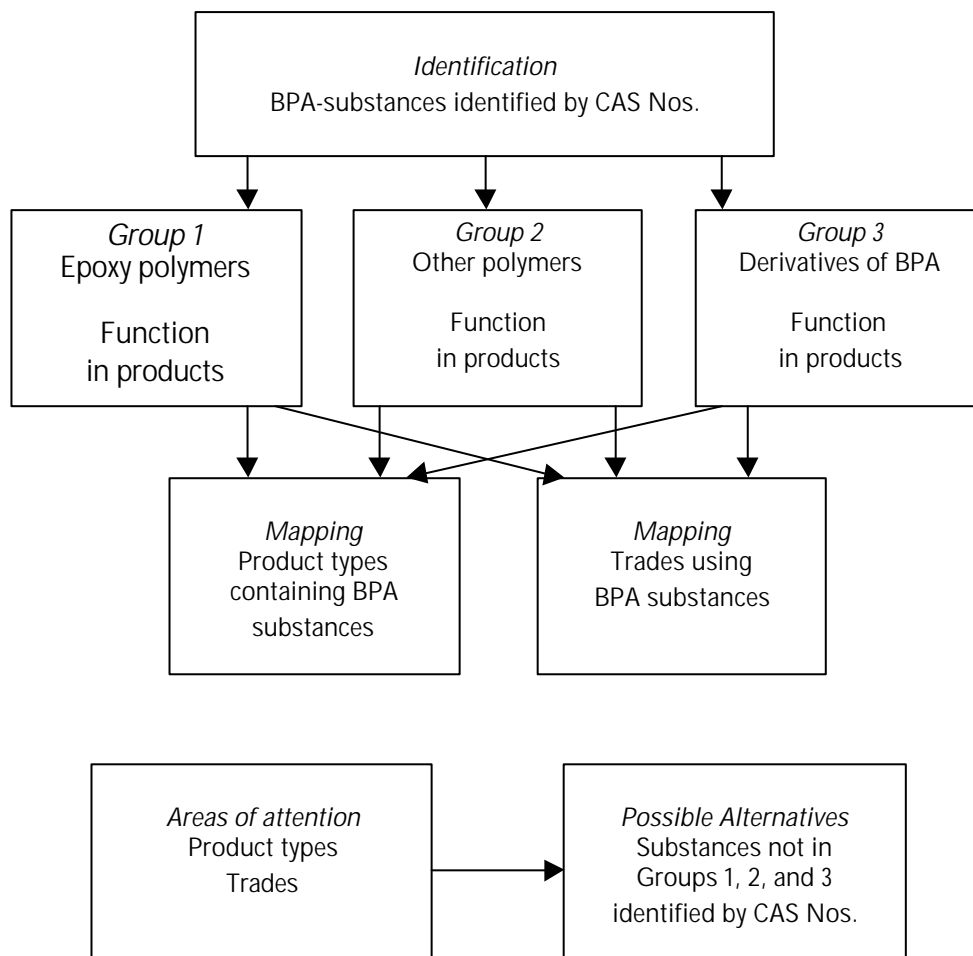 Identification
BPA-substances identified by CAS Nos.
Group 1
Epoxy polymers
Function
in products
Group 2
Other polymers
Function
in products
Group 3
Derivatives of BPA
Function
in products
Mapping
Product types
containing BPA
substances
Mapping
Trades using
BPA substances
Areas of attention
Product types
Trades
Possible Alternatives
Substances not in
Groups 1, 2, and 3
identified by CAS Nos.